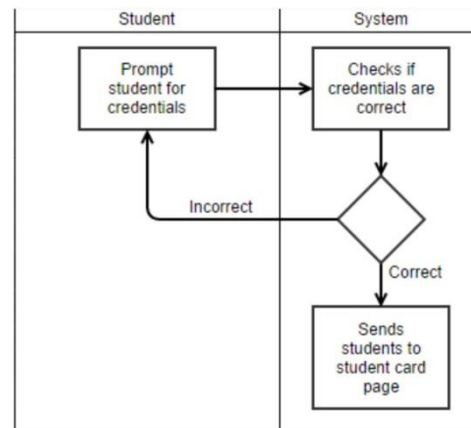 Student
System
Prompt
student for
credentials
Checks if
credentials are
correct
Incorrect
Correct
Sends
students to
student card
page